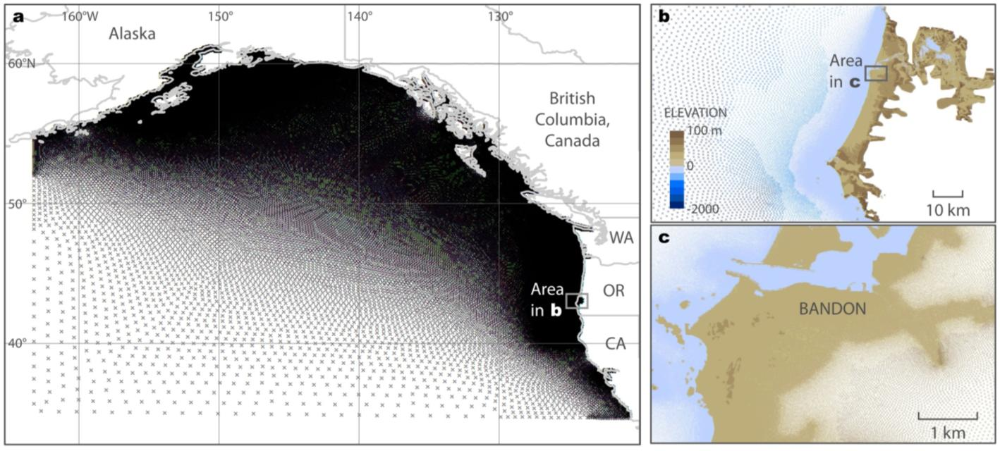 a
160°W
150°
140°
130°
Alaska
60°N
British
Columbia,
Canada
50°
WA
Area
in b
OR
40°
CA
b
Area
in c
ELEVATION
100 m
0
-2000
10 km
c
BANDON
1 km